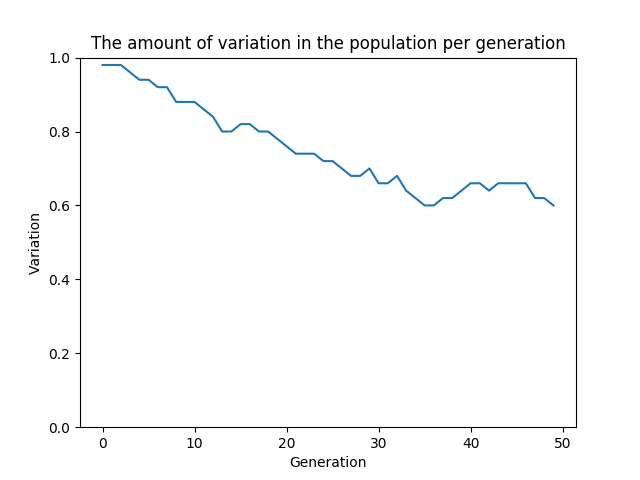 The amount of variation in the population per generation
1.0
0.8
0.6
0.4
0.2
0.0
Variation
0 10 20 30 40 50
Generation